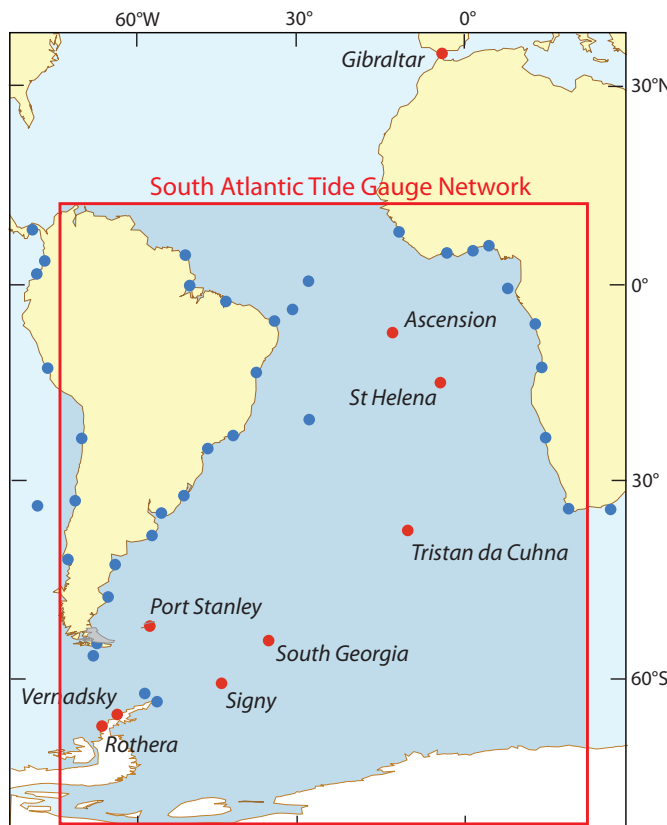 60°W
30°
0°
Gibraltar
30°N
South Atlantic Tide Gauge Network
0°
Ascension
St Helena
30°
Tristan da Cuhna
Port Stanley
South Georgia
60°S
Vernadsky
Signy
Rothera